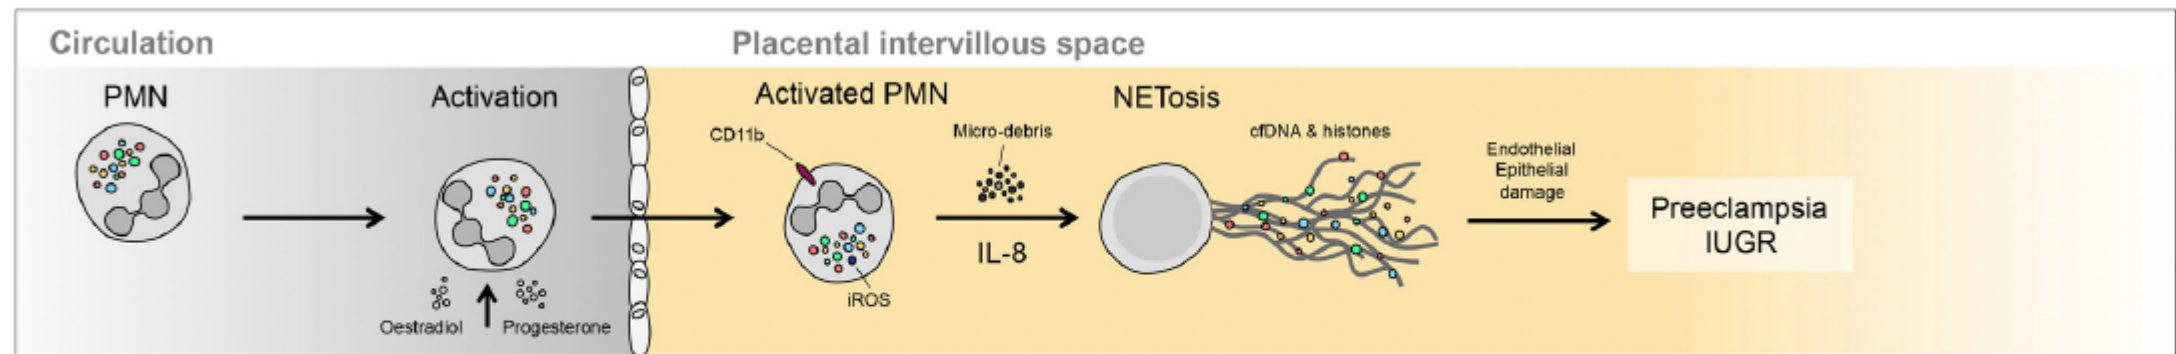 Circulation
Placental intervillous space
PMN
Activation
Activated PMN
NETosis
CD11b
Micro-debris
cfDNA & histones
Endothelial
Epithelial
damage
Preeclampsia
IUGR
IL-8
iROS
Oestradiol
Progesterone